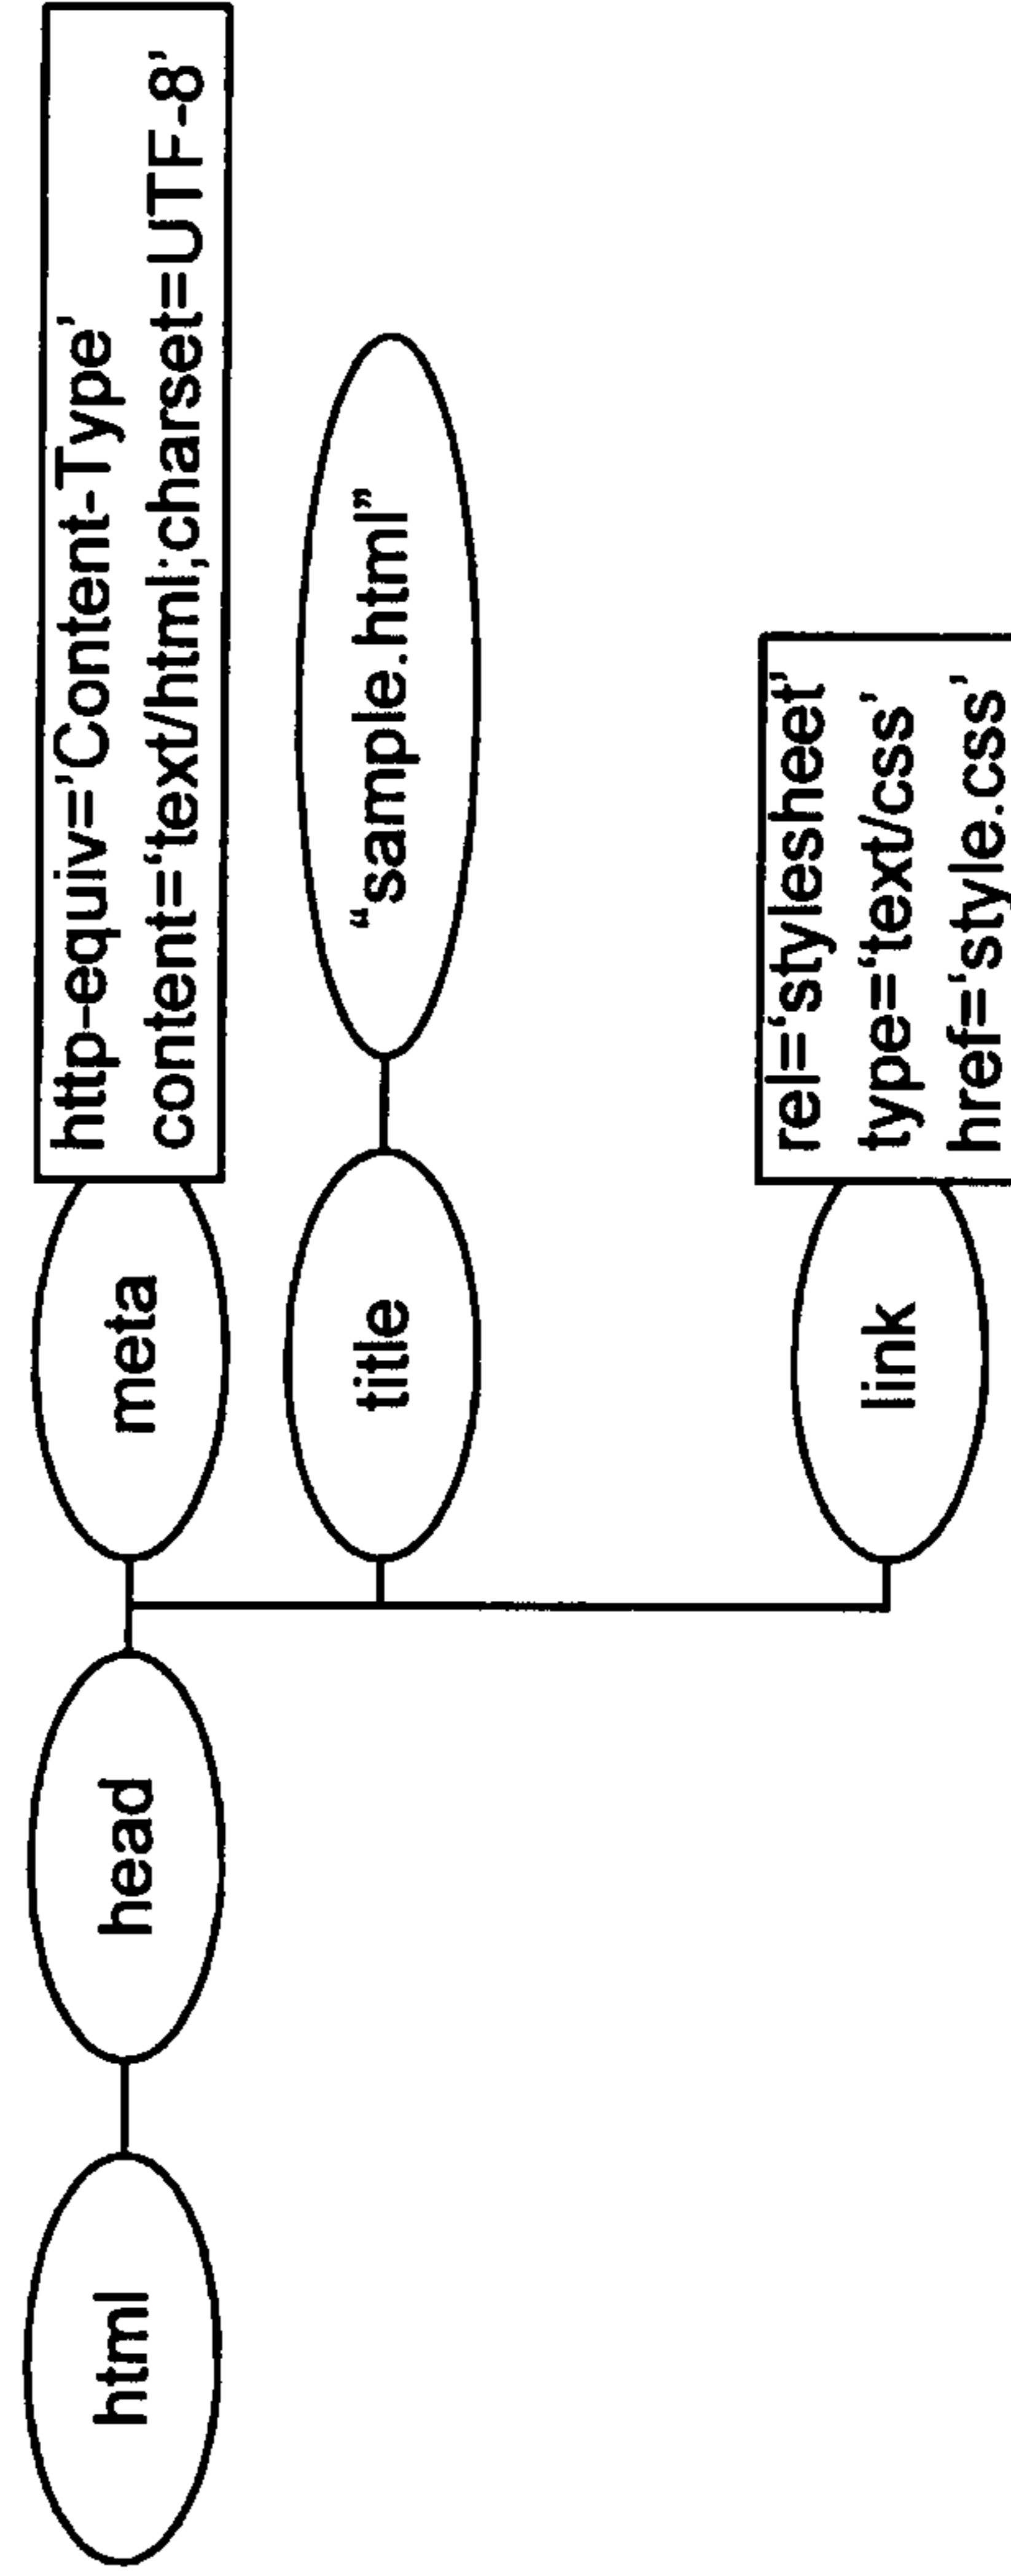 html
head
meta
http-equiv='Content-Type'
content=‘text/html;charset=UTF-8’
title
“sample.html”
link
rel=‘stylesheet’
type=‘text/css’
href=‘style.css’